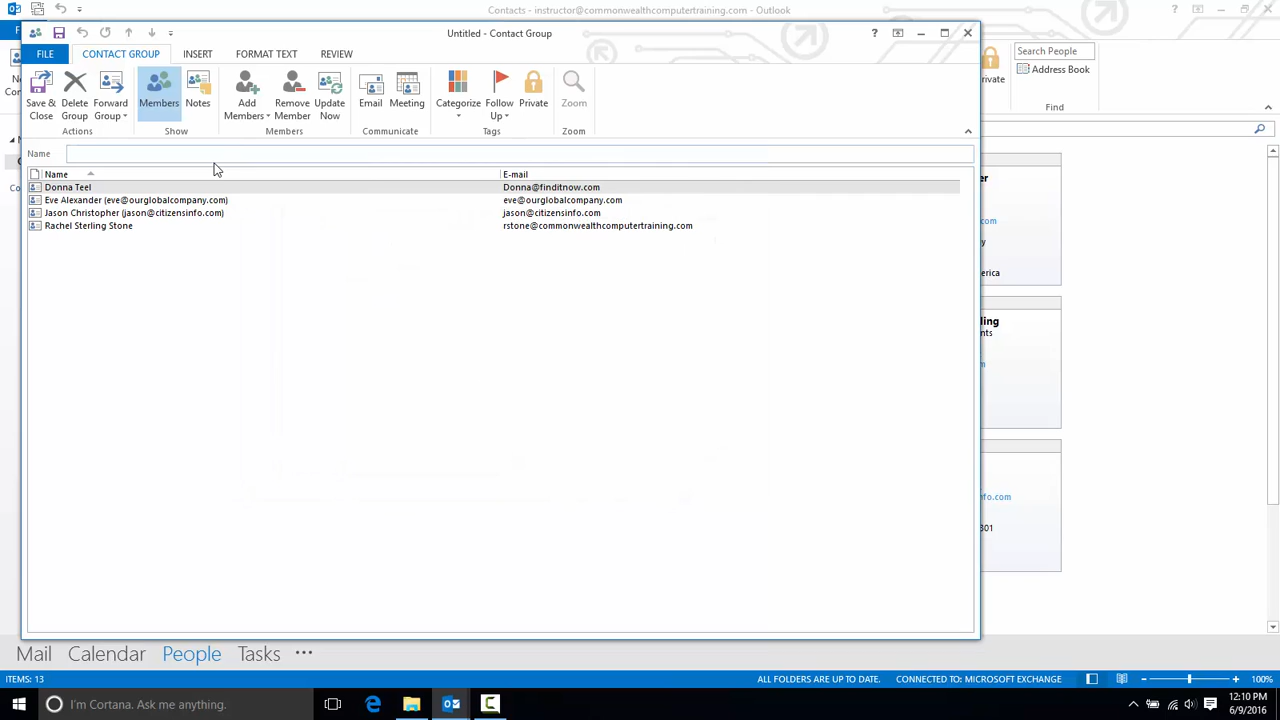 Contacts - instructor@commonwealthcomputertraining.com - Outlook
Untitled - Contact Group
FILE CONTACT GROUP INSERT FORMAT TEXT REVIEW
Save & Close
Delete Group
Forward Group
Members
Notes
Add Members
Remove Member
Update Now
Email
Meeting
Categorize
Follow Up
Private
Zoom
Actions Show Members Communicate Tags Zoom
Search People
Address Book
Find
Name
Name E-mail
Donna Teel Donna@finditnow.com
Eve Alexander (eve@ourglobalcompany.com) eve@ourglobalcompany.com
Jason Christopher (jason@citizensinfo.com) jason@citizensinfo.com
Rachel Sterling Stone rstone@commonwealthcomputertraining.com
Mail Calendar People Tasks •••
ITEMS: 13 ALL FOLDERS ARE UP TO DATE. CONNECTED TO: MICROSOFT EXCHANGE 100%
I'm Cortana. Ask me anything.
12:10 PM
6/9/2016